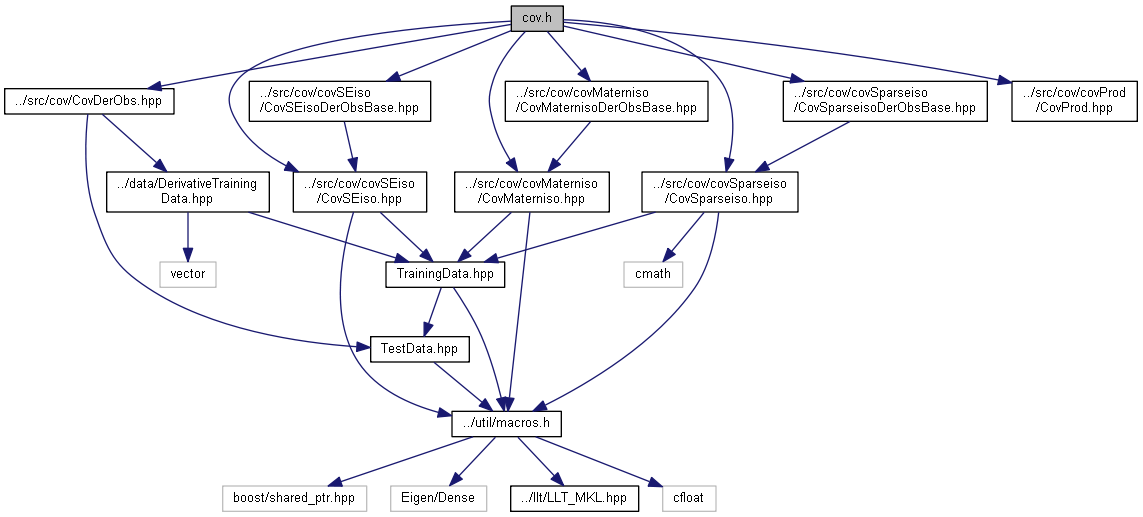 cov.h
../src/cov/CovDerObs.hpp
../src/cov/covSEiso
/CovSEisoDerObsBase.hpp
../src/cov/covMaterniso
/CovMaternisoDerObsBase.hpp
../src/cov/covSparseiso
/CovSparseisoDerObsBase.hpp
../src/cov/covProd
/CovProd.hpp
../data/DerivativeTraining
Data.hpp
../src/cov/covSEiso
/CovSEiso.hpp
../src/cov/covMaterniso
/CovMaterniso.hpp
../src/cov/covSparseiso
/CovSparseiso.hpp
vector
TrainingData.hpp
cmath
TestData.hpp
../util/macros.h
boost/shared_ptr.hpp
Eigen/Dense
../llt/LLT_MKL.hpp
cfloat